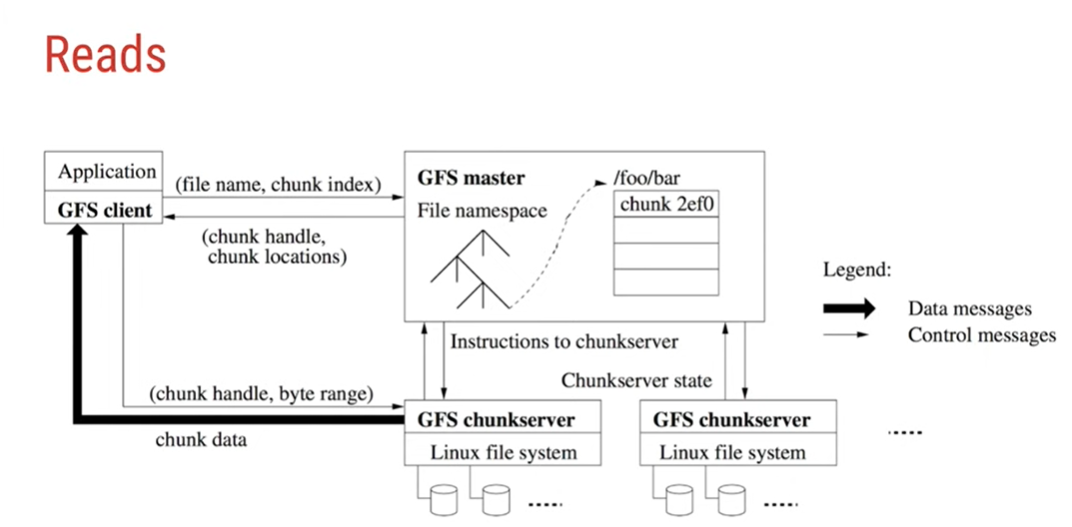 Reads
Application
GFS client
(file name, chunk index)
(chunk handle,
chunk locations)
GFS master
File namespace
/foo/bar
chunk 2ef0
Legend:
Data messages
Control messages
Instructions to chunkserver
Chunkserver state
(chunk handle, byte range)
chunk data
GFS chunkserver
Linux file system
GFS chunkserver
Linux file system